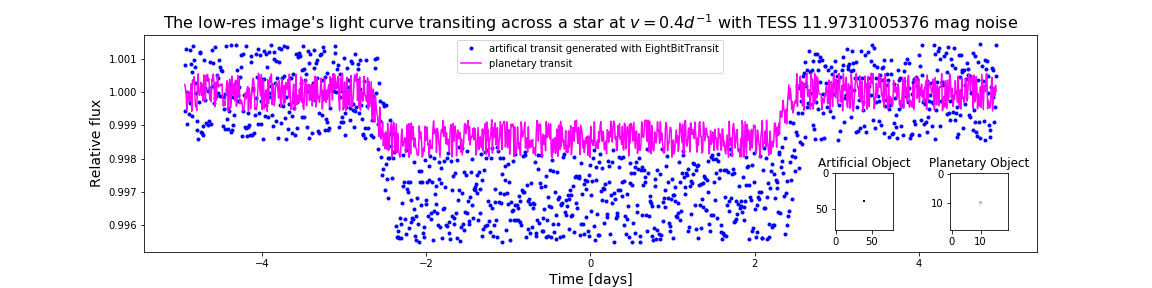 The low-res image's light curve transiting across a star at v = 0.4d⁻¹ with TESS 11.9731005376 mag noise
artifical transit generated with EightBitTransit
planetary transit
Relative flux
1.001
1.000
0.999
0.998
0.997
0.996
Artificial Object
0
50
0 50
Planetary Object
0
10
0 10
−4 −2 0 2 4
Time [days]